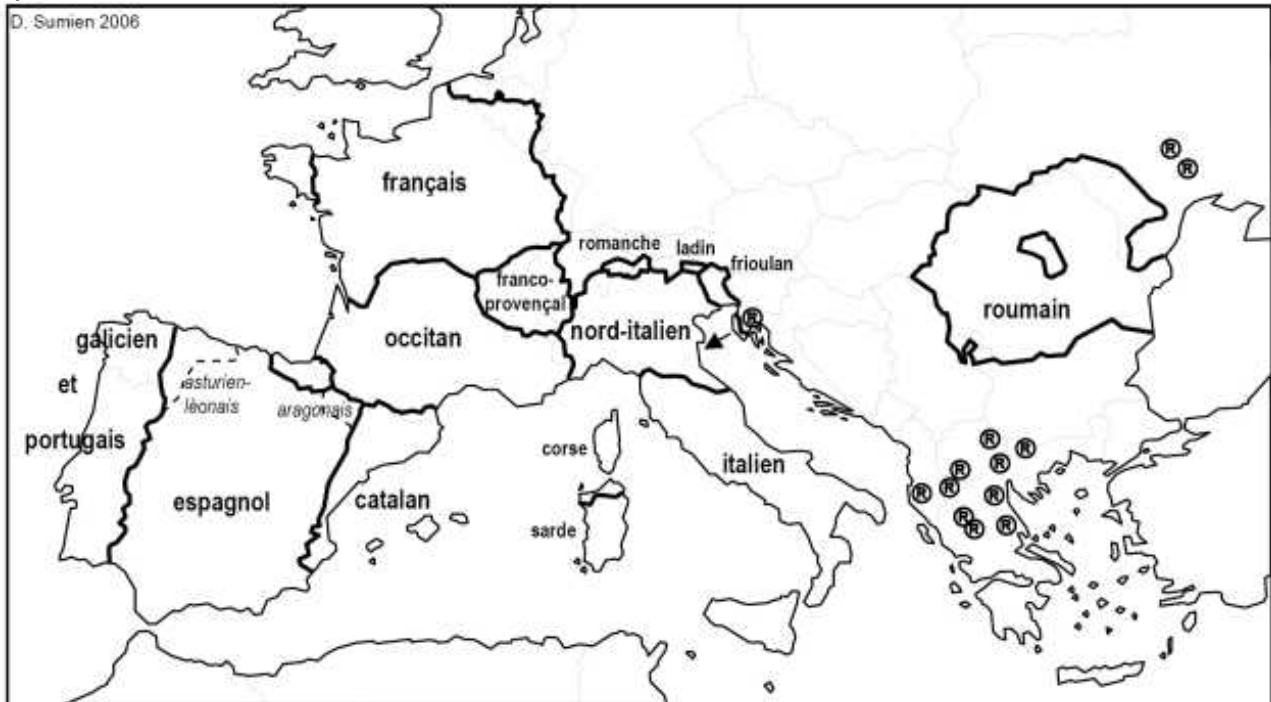 D. Sumien 2006
français
romanche
ladin
frioulan
franco-
provençal
roumain
galicien
occitan
nord-italien
Ⓡ
et
asturien-
lèonais
aragonais
portugais
corse
italien
espagnol
catalan
sarde
Ⓡ Ⓡ
Ⓡ Ⓡ
Ⓡ Ⓡ
Ⓡ Ⓡ Ⓡ Ⓡ
Ⓡ Ⓡ Ⓡ